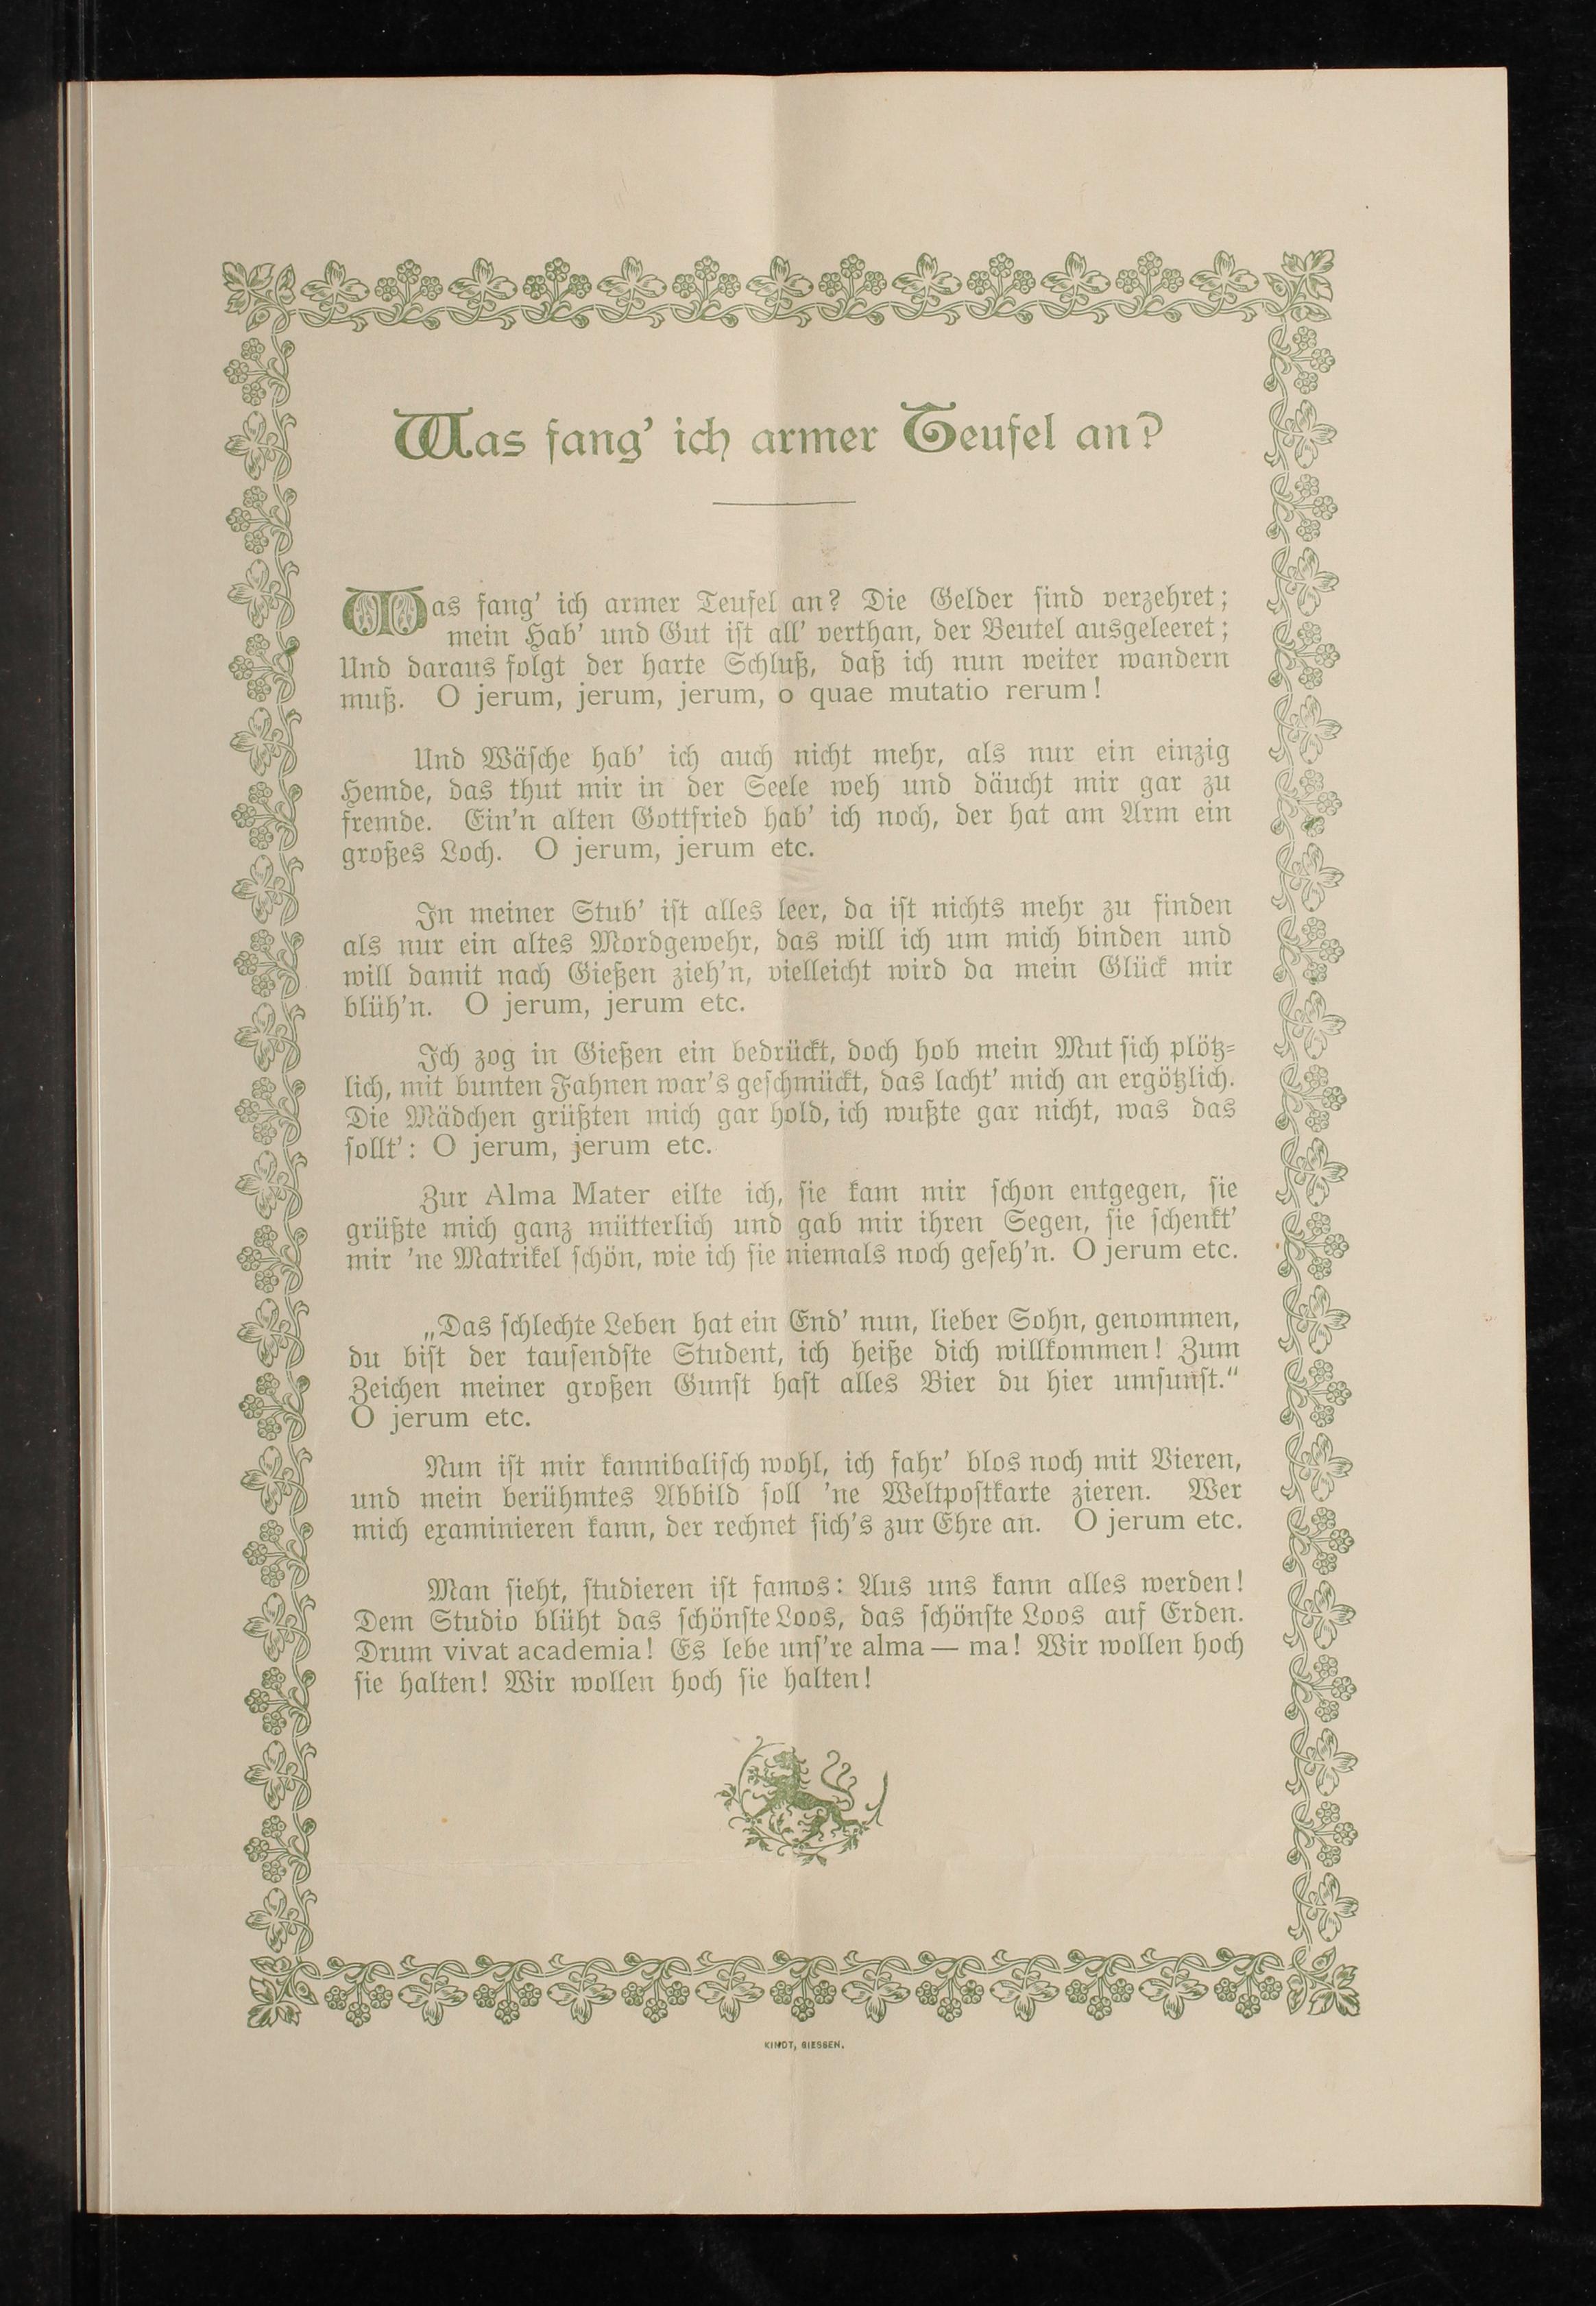 Was fang' ich armer Teufel an?
Was fang' ich armer Teufel an? Die Gelder sind verzehret;
mein Hab' und Gut ist all' verthan, der Beutel ausgeleeret;
Und daraus folgt der harte Schluß, daß ich nun weiter wandern
muß. O jerum, jerum, jerum, o quae mutatio rerum!
Und Wäsche hab' ich auch nicht mehr, als nur ein einzig
Hemde, das thut mir in der Seele weh und däucht mir gar zu
fremde. Ein'n alten Gottfried hab' ich noch, der hat am Arm ein
großes Loch. O jerum, jerum etc.
In meiner Stub' ist alles leer, da ist nichts mehr zu finden
als nur ein altes Mordgewehr, das will ich um mich binden und
will damit nach Gießen zieh'n, vielleicht wird da mein Glück mir
blüh'n. O jerum, jerum etc.
Ich zog in Gießen ein bedrückt, doch hob mein Mut sich plötz-
lich, mit bunten Fahnen war's geschmückt, das lacht' mich an ergötzlich.
Die Mädchen grüßten mich gar hold, ich wußte gar nicht, was das
sollt': O jerum, jerum etc.
Zur Alma Mater eilte ich, sie kam mir schon entgegen, sie
grüßte mich ganz mütterlich und gab mir ihren Segen, sie schenkt'
mir 'ne Matrikel schön, wie ich sie niemals noch geseh'n. O jerum etc.
„Das schlechte Leben hat ein End' nun, lieber Sohn, genommen,
du bist der tausendste Student, ich heiße dich willkommen! Zum
Zeichen meiner großen Gunst hast alles Bier du hier umsunst.“
O jerum etc.
Nun ist mir kannibalisch wohl, ich fahr' blos noch mit Vieren,
und mein berühmtes Abbild soll 'ne Weltpostkarte zieren. Wer
mich examinieren kann, der rechnet sich's zur Ehre an. O jerum etc.
Man sieht, studieren ist famos: Aus uns kann alles werden!
Dem Studio blüht das schönste Loos, das schönste Loos auf Erden.
Drum vivat academia! Es lebe uns're alma — ma! Wir wollen hoch
sie halten! Wir wollen hoch sie halten!
KINDT, GIESSEN.